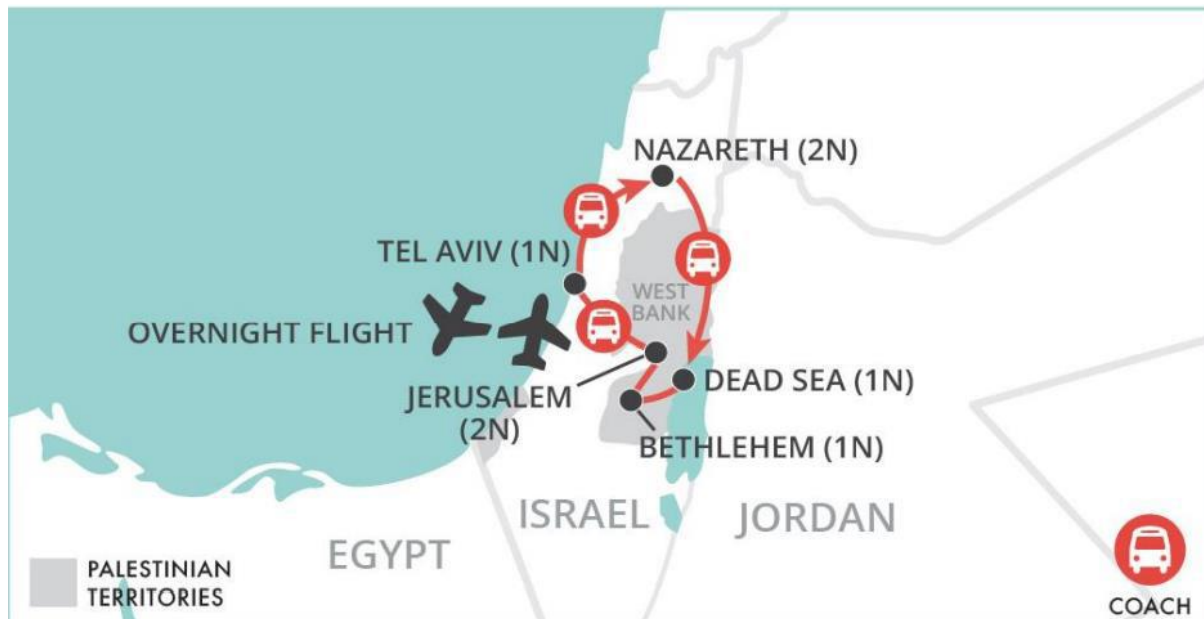 NAZARETH (2N)
TEL AVIV (1N)
WEST
BANK
OVERNIGHT FLIGHT
JERUSALEM
(2N)
DEAD SEA (1N)
BETHLEHEM (1N)
ISRAEL
JORDAN
EGYPT
PALESTINIAN
TERRITORIES
COACH